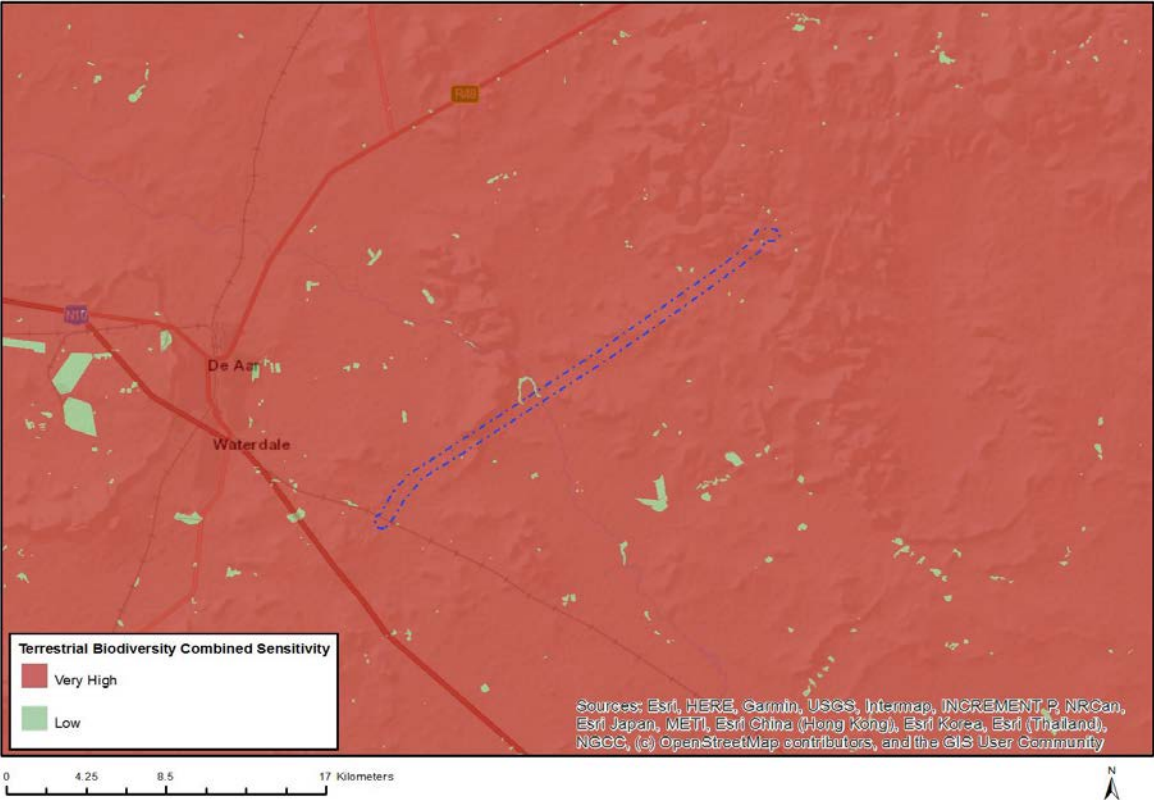 R48
N10
De Aar
Waterdale
Terrestrial Biodiversity Combined Sensitivity
Very High
Low
Sources: Esri, HERE, Garmin, USGS, Intermap, INCREMENT P, NRCan,
Esri Japan, METI, Esri China (Hong Kong), Esri Korea, Esri (Thailand),
NGCC, (c) OpenStreetMap contributors, and the GIS User Community
0 4.25 8.5 17 Kilometers
N